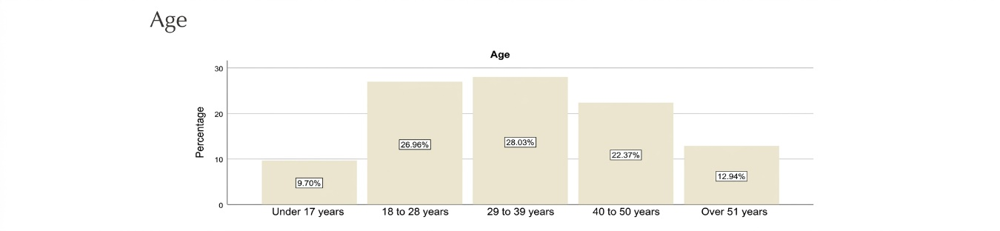 Age
Age
Percentage
30
20
10
0
9.70%
26.96%
28.03%
22.37%
12.94%
Under 17 years
18 to 28 years
29 to 39 years
40 to 50 years
Over 51 years